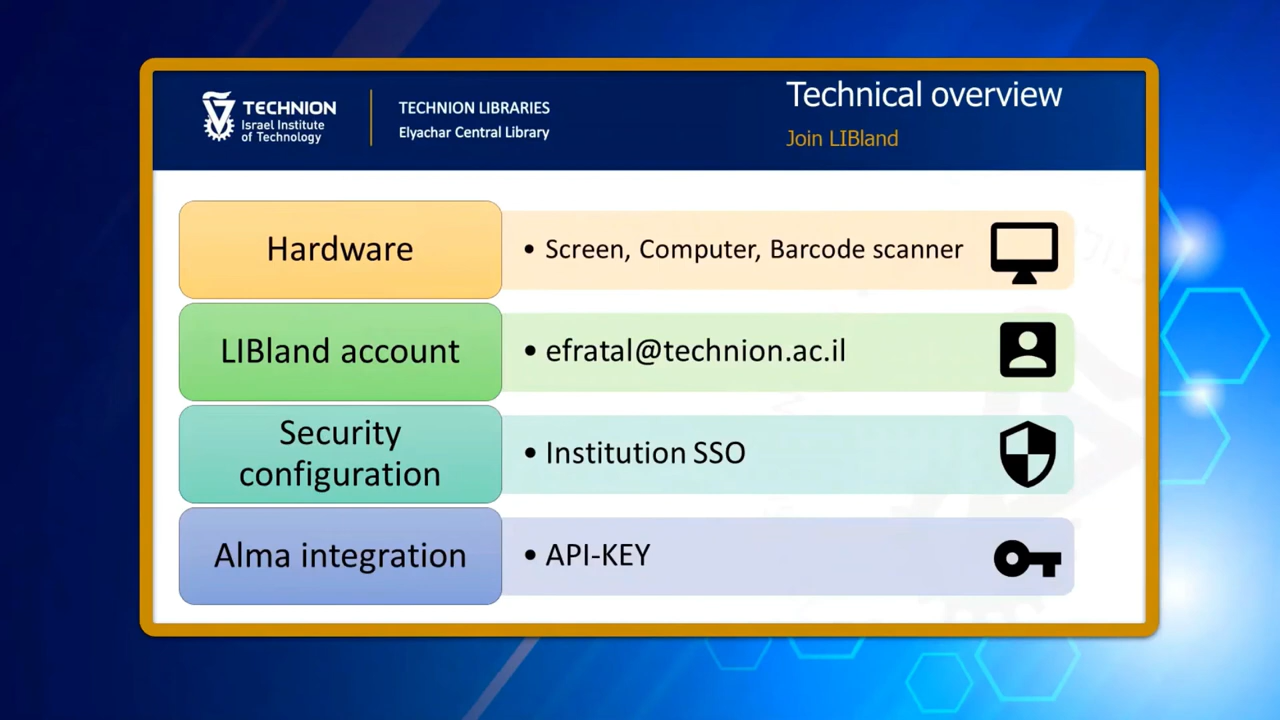 TECHNION
Israel Institute
of Technology
TECHNION LIBRARIES
Elyachar Central Library
Technical overview
Join LIBland
Hardware
• Screen, Computer, Barcode scanner
LIBland account
• efratal@technion.ac.il
Security
configuration
• Institution SSO
Alma integration
• API-KEY